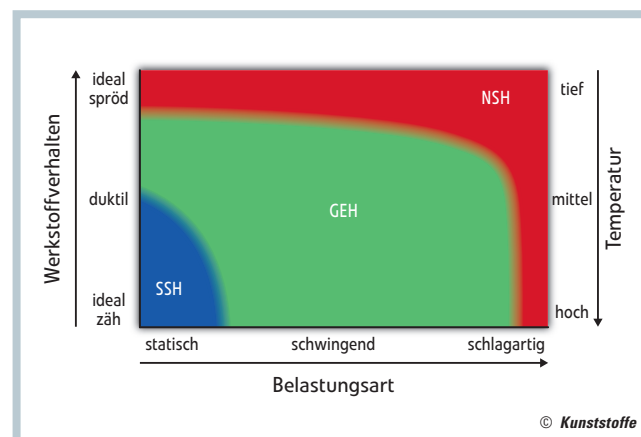 Werkstoffverhalten
ideal
spröd
duktil
ideal
zäh
NSH
GEH
SSH
tief
mittel
hoch
Temperatur
statisch
schwingend
schlagartig
Belastungsart
© Kunststoffe